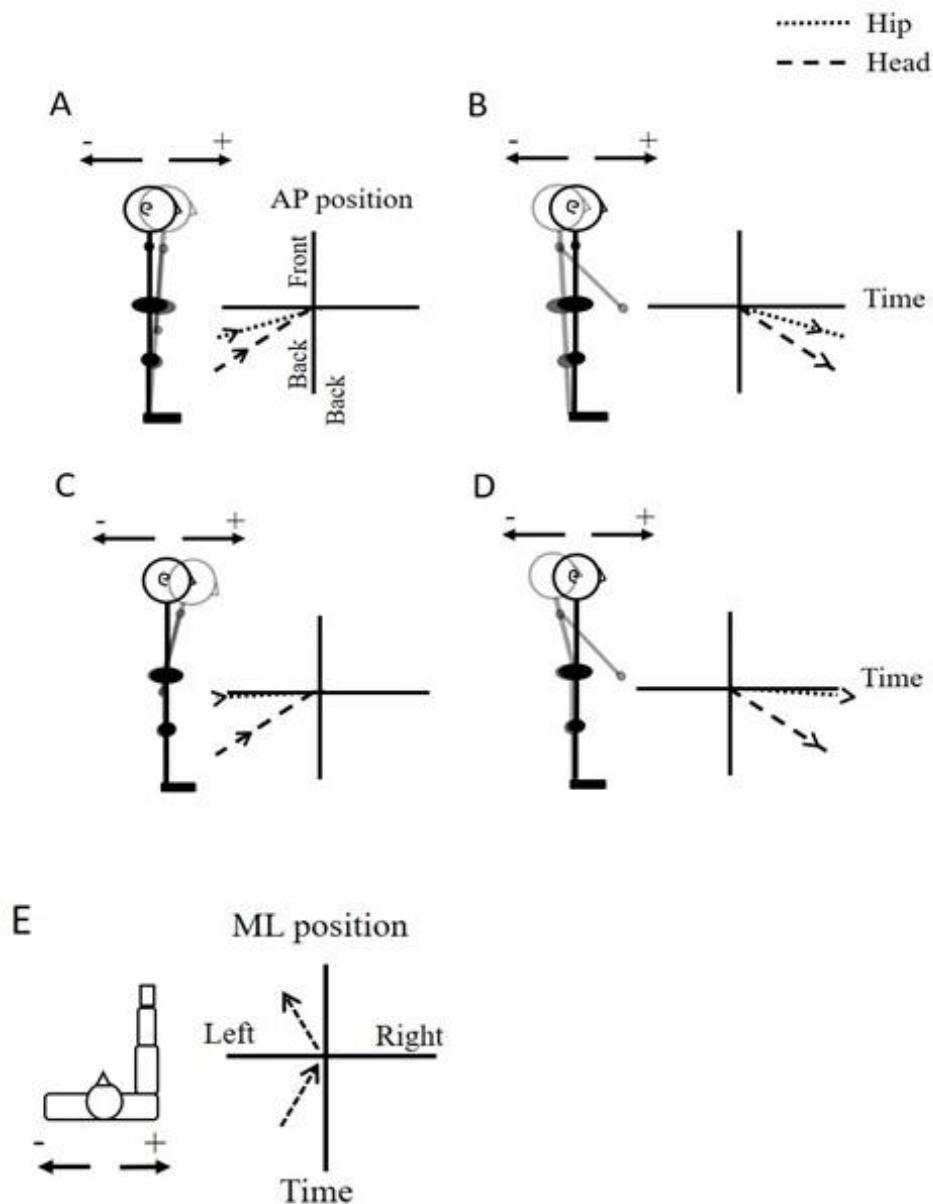 Hip
Head
A
- +
AP position
Front
Back
Back
B
- +
Time
C
- +
D
- +
Time
E
ML position
Left
Right
- +
Time